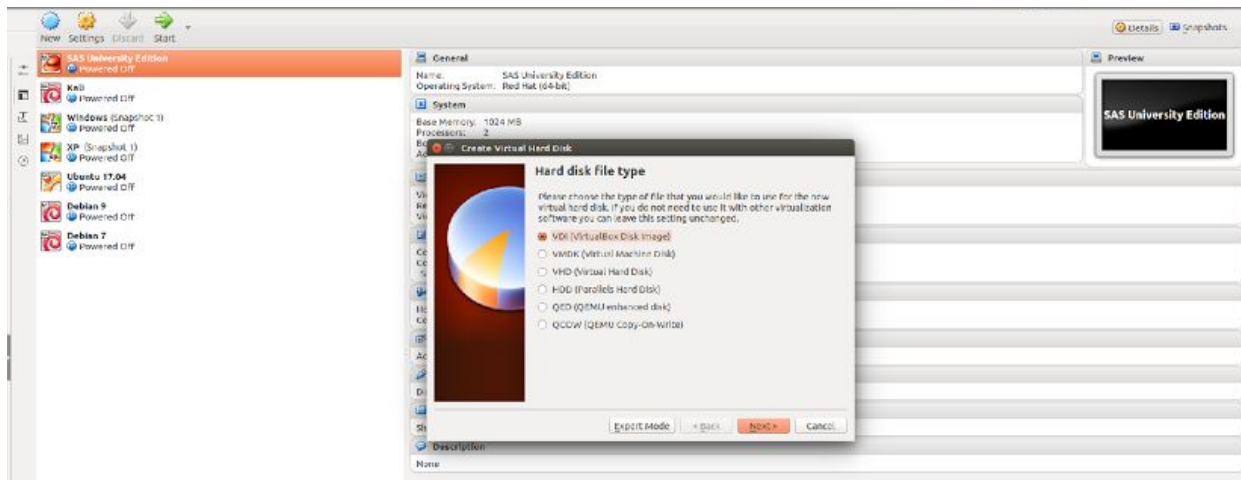 New Settings Discard Start
Details Snapshots
SAS University Edition
Powered Off
Kali
Powered Off
Windows (Snapshot 1)
Powered Off
XP (Snapshot 1)
Powered Off
Ubuntu 17.04
Powered Off
Debian 9
Powered Off
Debian 7
Powered Off
General
Name: SAS University Edition
Operating System: Red Hat (64-bit)
System
Base Memory: 1024 MB
Processors: 2
Preview
SAS University Edition
Create Virtual Hard Disk
Hard disk file type
Please choose the type of file that you would like to use for the new
virtual hard disk. If you do not need to use it with other virtualization
software you can leave this setting unchanged.
VDI (VirtualBox Disk Image)
VMDK (Virtual Machine Disk)
VHD (Virtual Hard Disk)
HDD (Parallels Hard Disk)
QED (QEMU enhanced disk)
QCOW (QEMU Copy-On-Write)
Expert Mode < Back Next > Cancel
Description
None